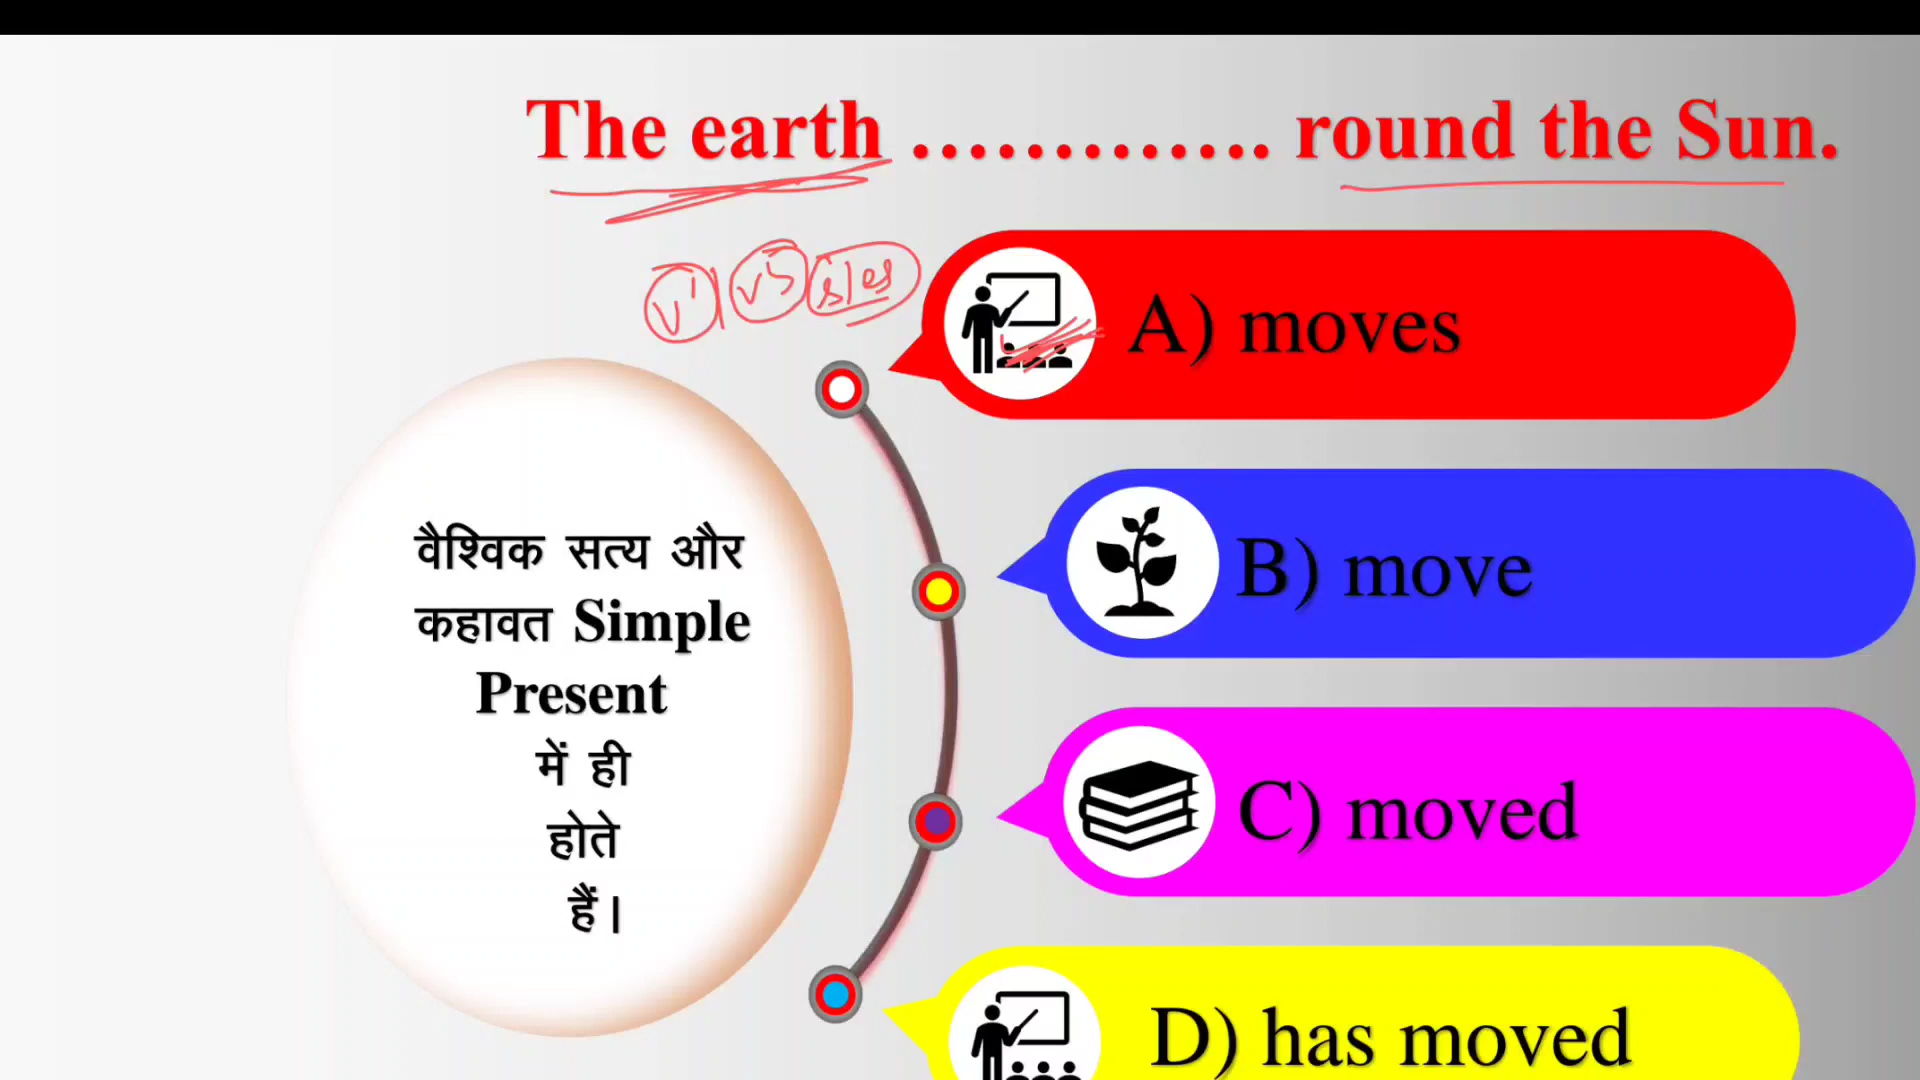 The earth ............. round the Sun.
A) moves
B) move
C) moved
D) has moved
वैश्विक सत्य और
कहावत Simple
Present
में ही
होते
हैं।